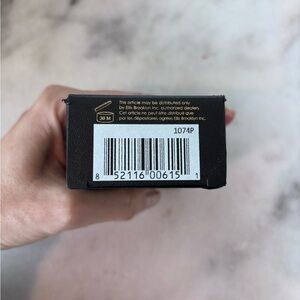 This article may be distributed only
by Ellis Brooklyn Inc. authorized dealers.
Cet article ne peut être distribué que
par les dépositaires agréés Ellis Brooklyn Inc.
36 M
1074P
8 52116 00615 1